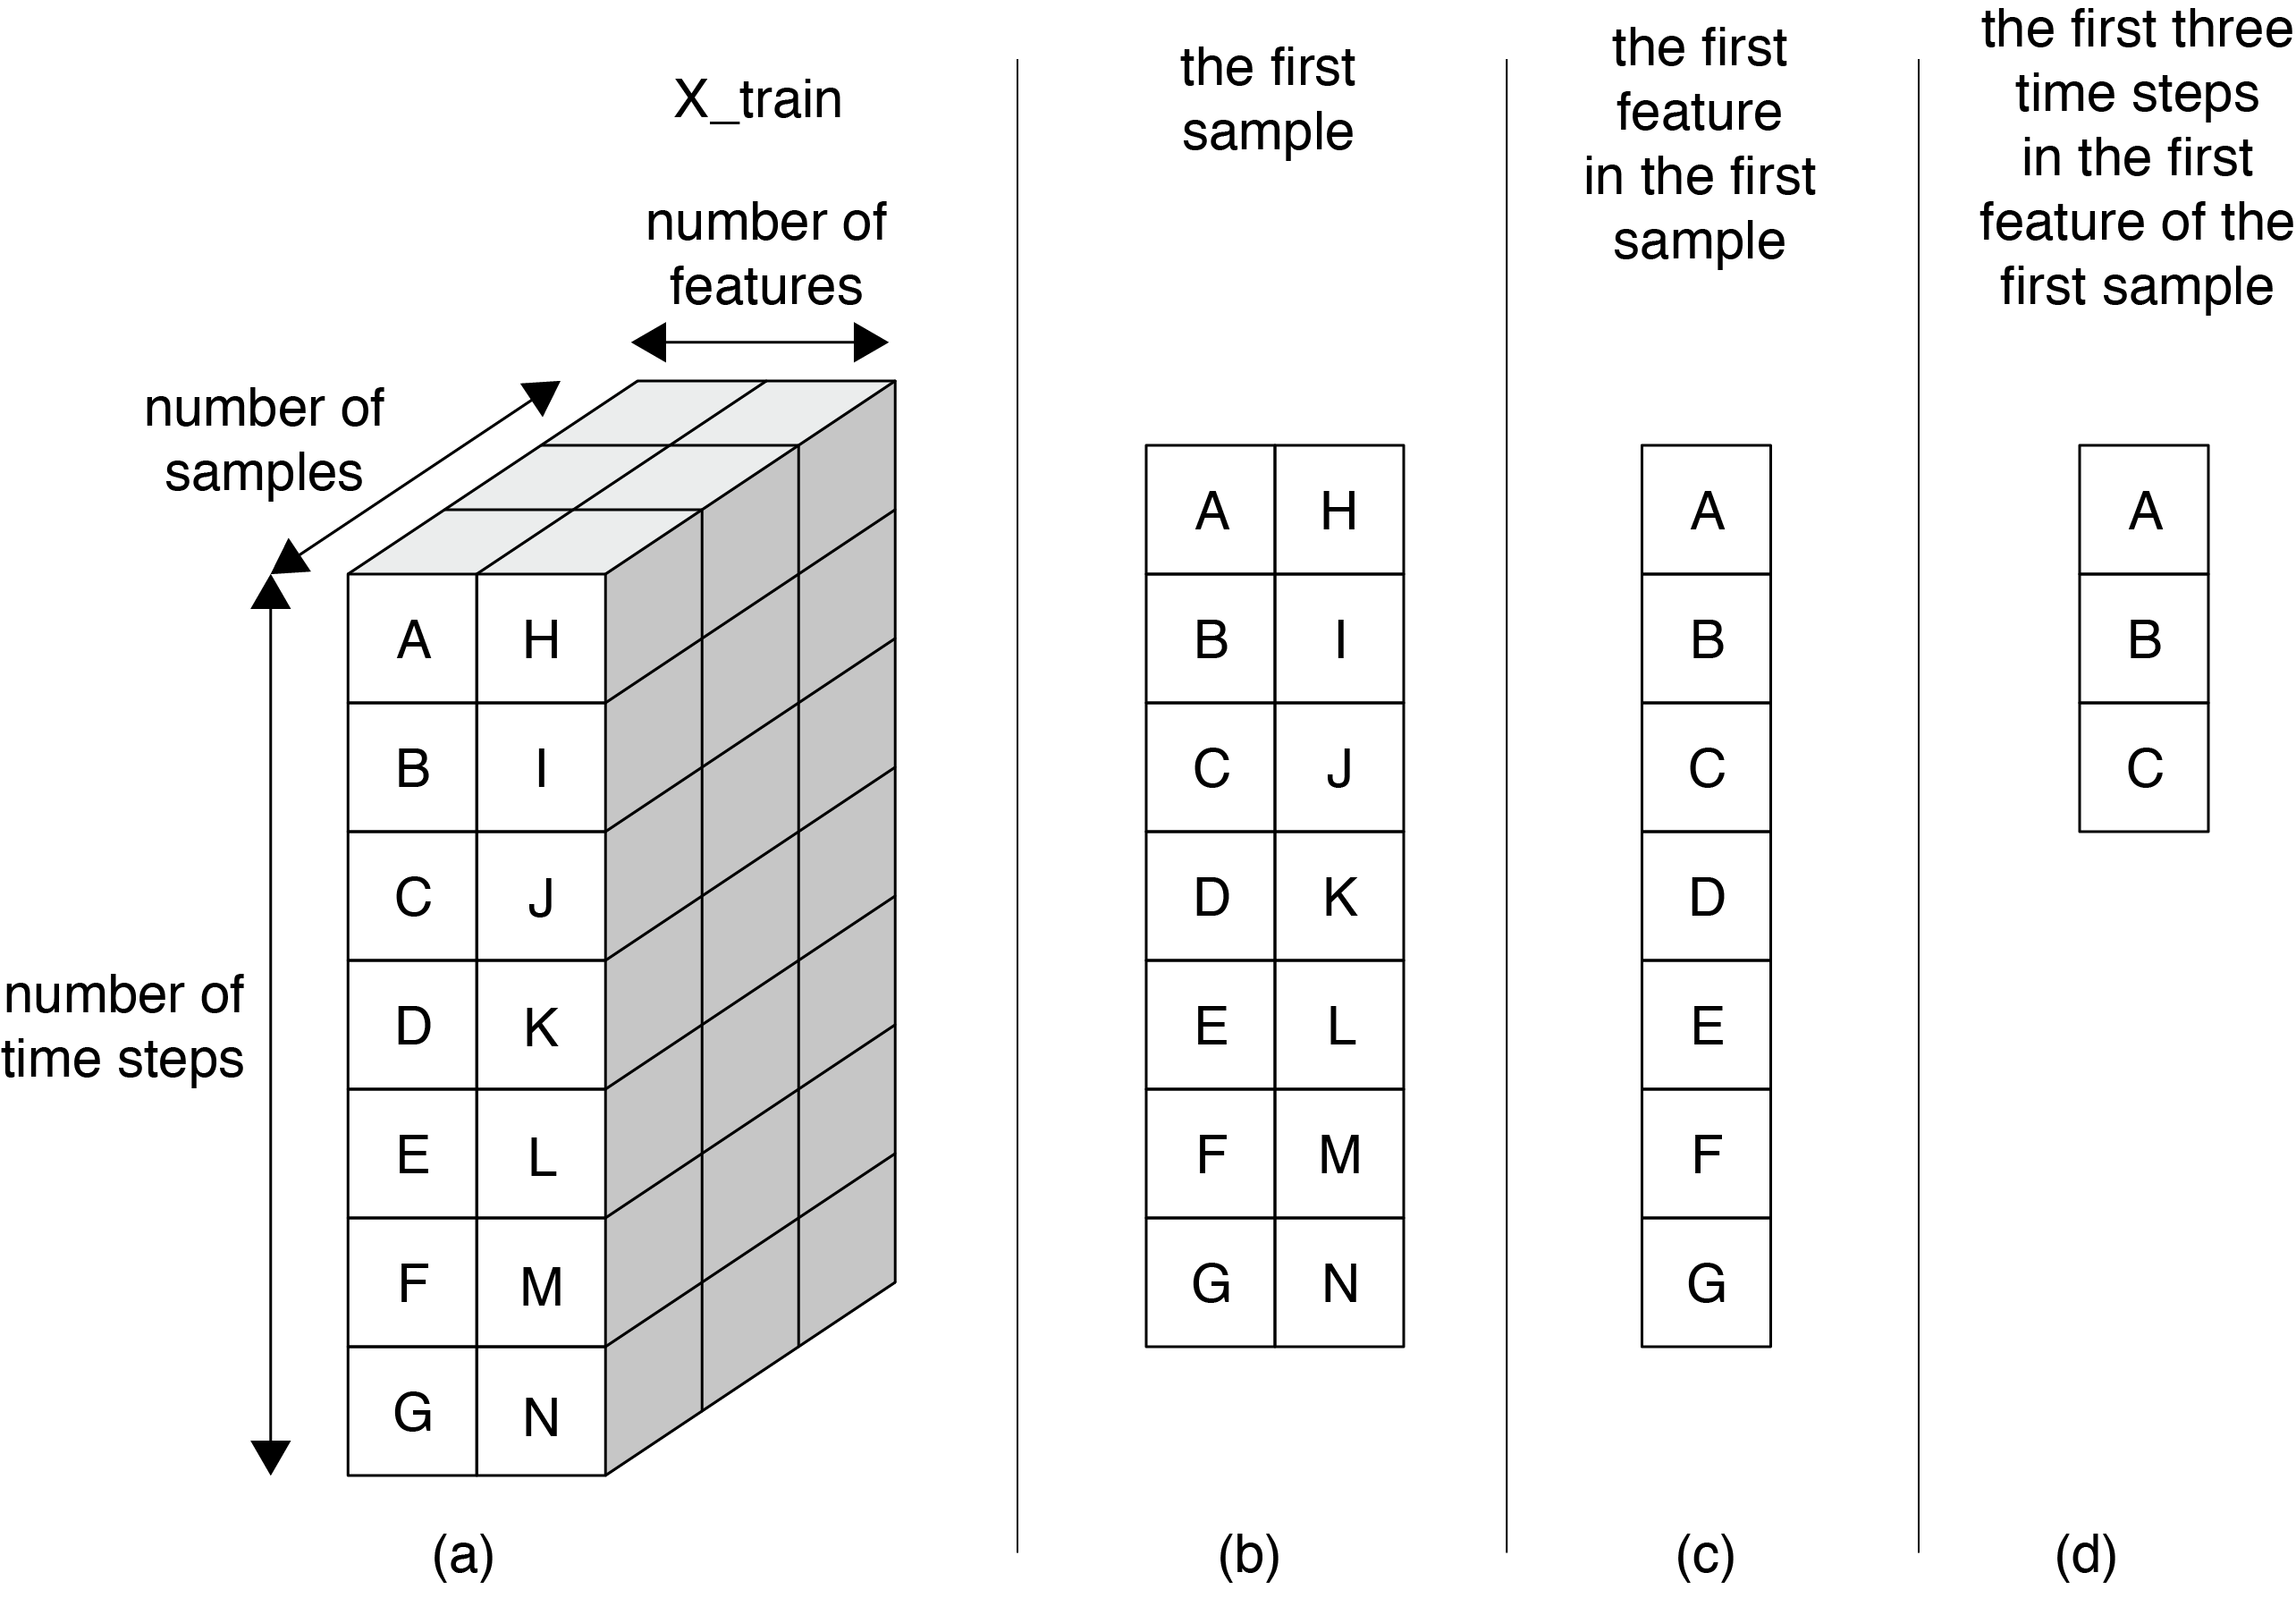 X_train
number of
features
number of
samples
number of
time steps
A H
B I
C J
D K
E L
F M
G N
(a)
the first
sample
A H
B I
C J
D K
E L
F M
G N
(b)
the first
feature
in the first
sample
A
B
C
D
E
F
G
(c)
the first three
time steps
in the first
feature of the
first sample
A
B
C
(d)